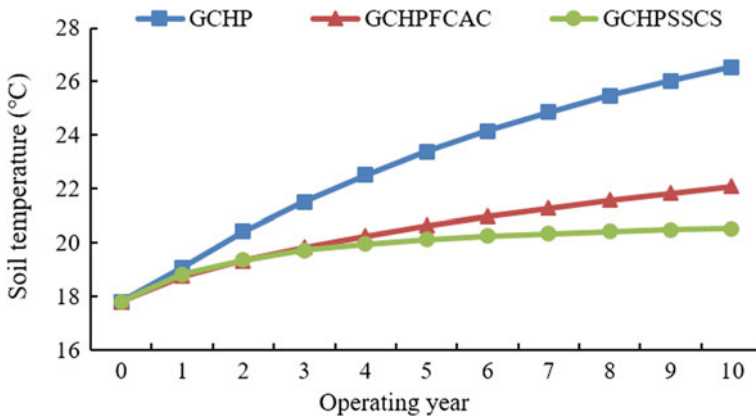 GCHP GCHPFCAC GCHPSSCS
28
26
24
22
20
18
16
Soil temperature (°C)
0 1 2 3 4 5 6 7 8 9 10
Operating year